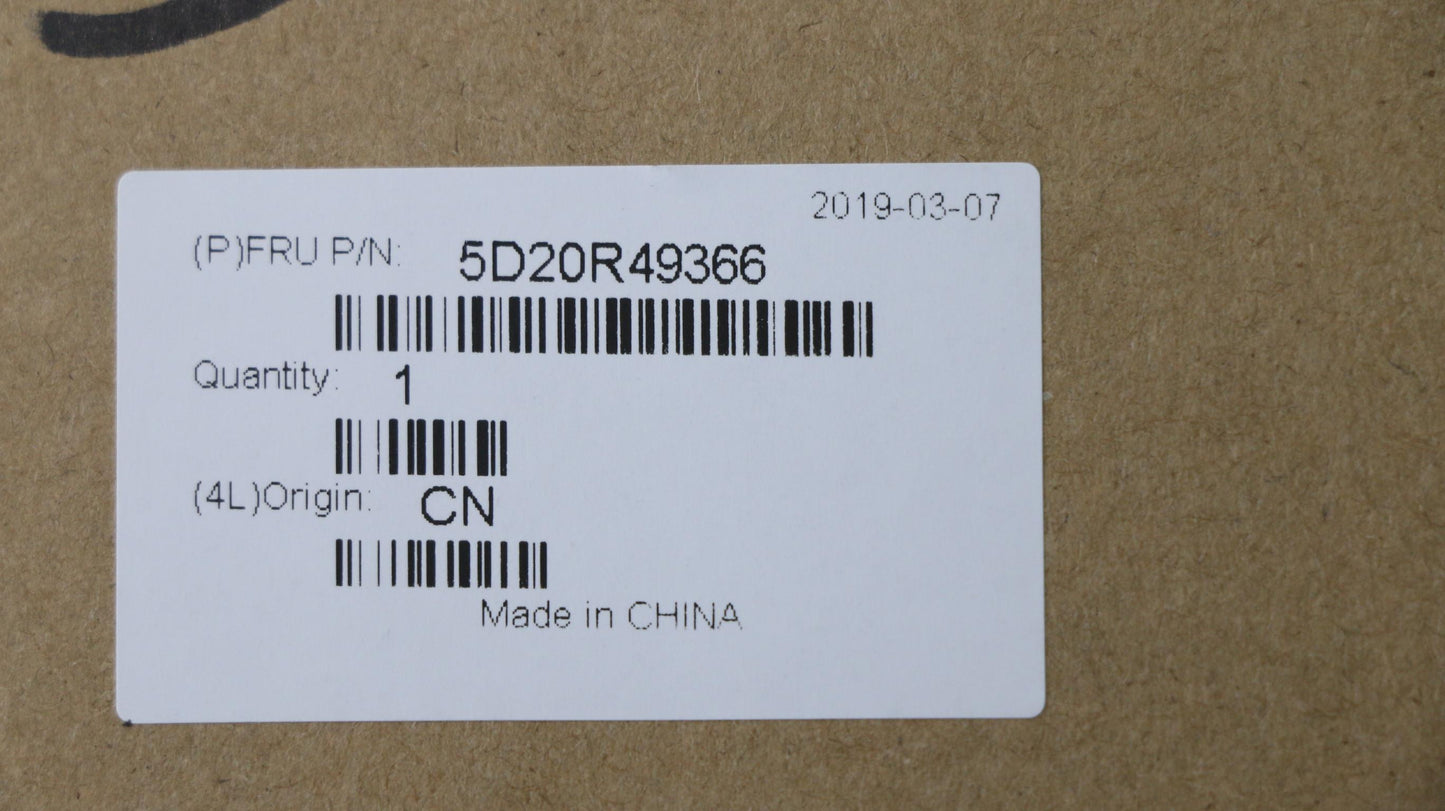 2019-03-07
(P)FRU P/N: 5D20R49366
Quantity: 1
(4L)Origin: CN
Made in CHINA